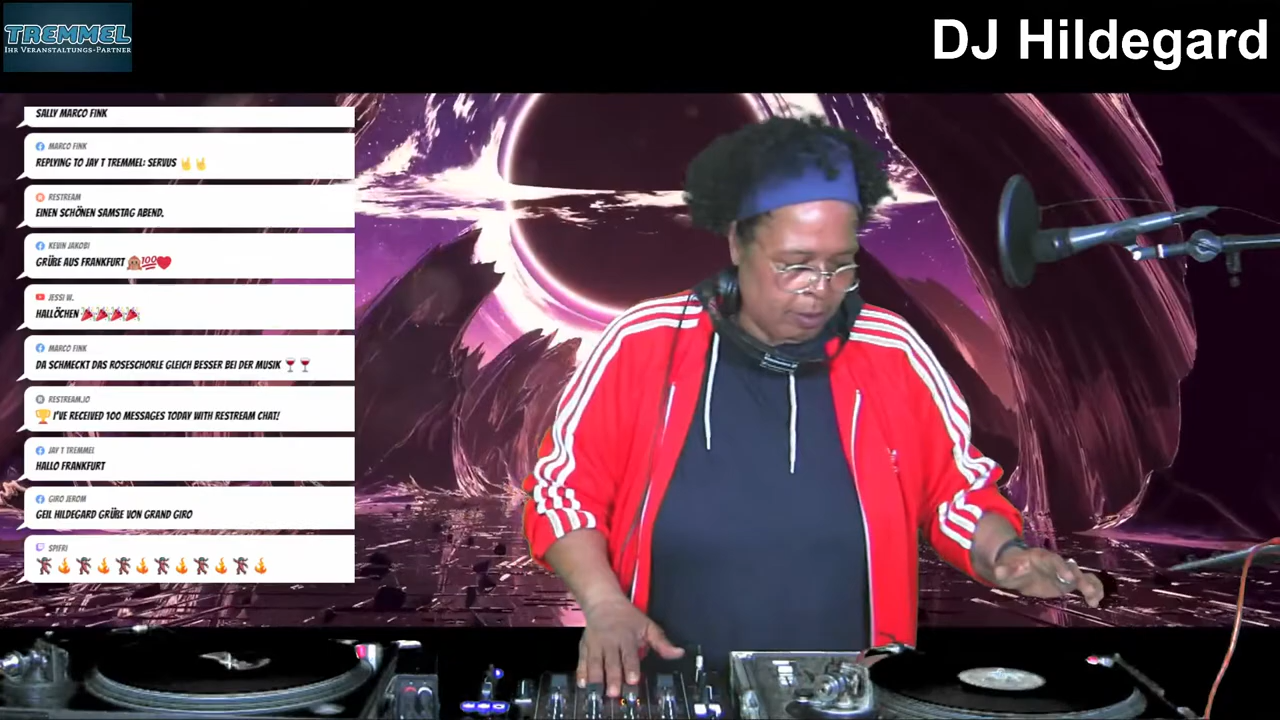 TREMMEL
IHR VERANSTALTUNGS-PARTNER
DJ Hildegard
SALLY MARCO FINK
MARCO FINK
REPLYING TO JAY T TREMMEL: SERVUS 🤘 🤘
RESTREAM
EINEN SCHÖNEN SAMSTAG ABEND.
KEVIN JAKOBI
GRÜßE AUS FRANKFURT 🙈💯❤️
JESSI W.
HALLÖCHEN 🎉🎉🎉🎉
MARCO FINK
DA SCHMECKT DAS ROSESCHORLE GLEICH BESSER BEI DER MUSIK 🍷🍷
RESTREAM.IO
🏆 I'VE RECEIVED 100 MESSAGES TODAY WITH RESTREAM CHAT!
JAY T TREMMEL
HALLO FRANKFURT
GIRO JEROM
GEIL HILDEGARD GRÜßE VON GRAND GIRO
SPIFRI